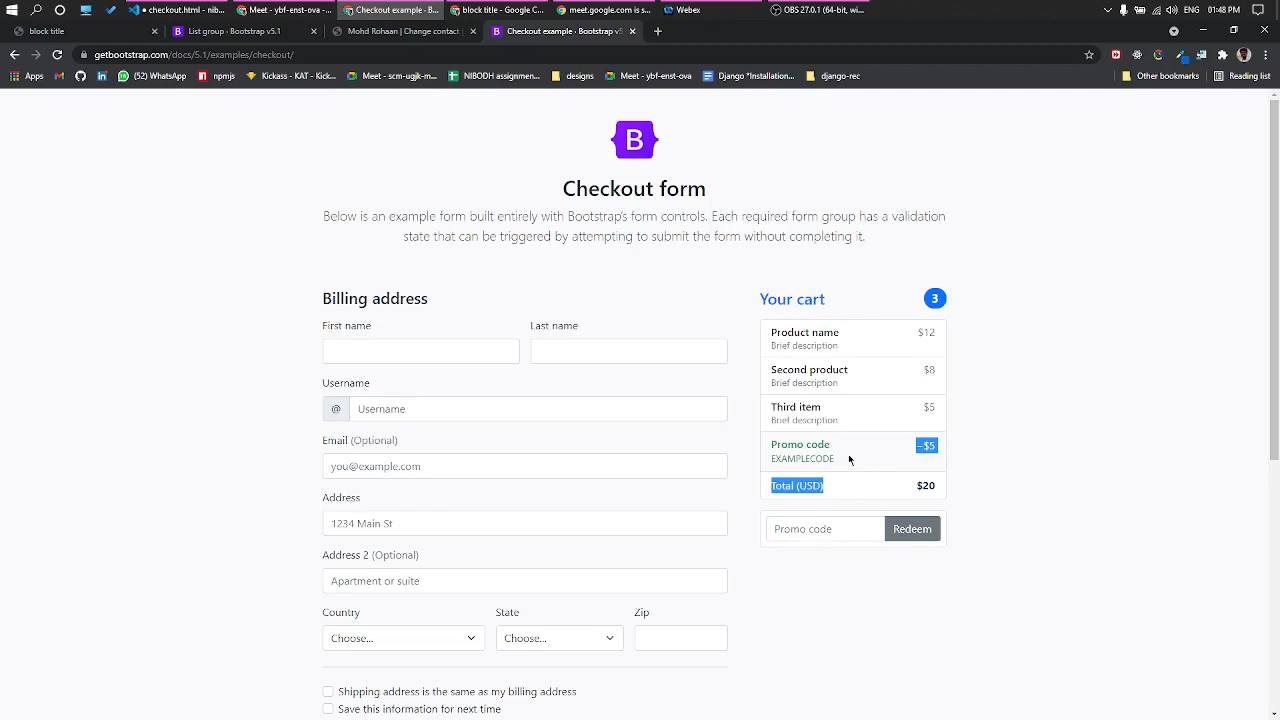 checkout.html - nib...
Meet - ybf-enst-ova -...
Checkout example - B...
block title - Google C...
meet.google.com is s...
Webex
OBS 27.0.1 (64-bit, wi...
ENG
01:48 PM
block title
List group · Bootstrap v5.1
Mohd Rohaan | Change contact
Checkout example · Bootstrap v5
getbootstrap.com/docs/5.1/examples/checkout/
Apps
(52) WhatsApp
npmjs
Kickass - KAT - Kick...
Meet - scm-ugik-n...
NIBODH assignmen...
designs
Meet - ybf-enst-ova
Django "Installation...
django-rec
Other bookmarks
Reading list
B
Checkout form
Below is an example form built entirely with Bootstrap's form controls. Each required form group has a validation
state that can be triggered by attempting to submit the form without completing it.
Billing address
First name
Last name
Username
@ Username
Email (Optional)
you@example.com
Address
1234 Main St
Address 2 (Optional)
Apartment or suite
Country
State
Zip
Choose...
Choose...
Shipping address is the same as my billing address
Save this information for next time
Your cart
3
Product name $12
Brief description
Second product $8
Brief description
Third item $5
Brief description
Promo code −$5
EXAMPLECODE
Total (USD) $20
Promo code
Redeem